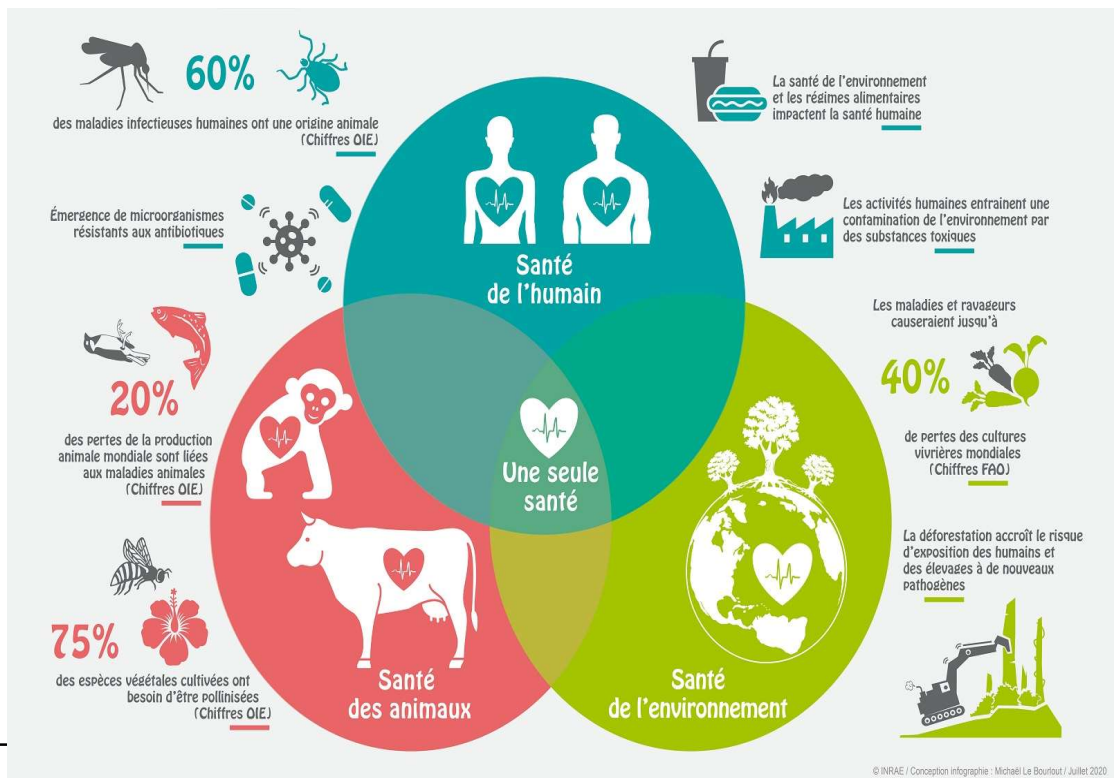 60%
des maladies infectieuses humaines ont une origine animale
(Chiffres OIE)
Émergence de microorganismes
résistants aux antibiotiques
20%
des pertes de la production
animale mondiale sont liées
aux maladies animales
(Chiffres OIE)
75%
des espèces végétales cultivées ont
besoin d'être pollinisées
(Chiffres OIE)
Santé
de l'humain
Une seule
santé
Santé
des animaux
Santé
de l'environnement
La santé de l'environnement
et les régimes alimentaires
impactent la santé humaine
Les activités humaines entrainent une
contamination de l'environnement par
des substances toxiques
Les maladies et ravageurs
causeraient jusqu'à
40%
de pertes des cultures
vivrières mondiales
(Chiffres FAO)
La déforestation accroît le risque
d'exposition des humains et
des élevages à de nouveaux
pathogènes
© INRAE / Conception infographie : Michaël Le Bourlout / Juillet 2020